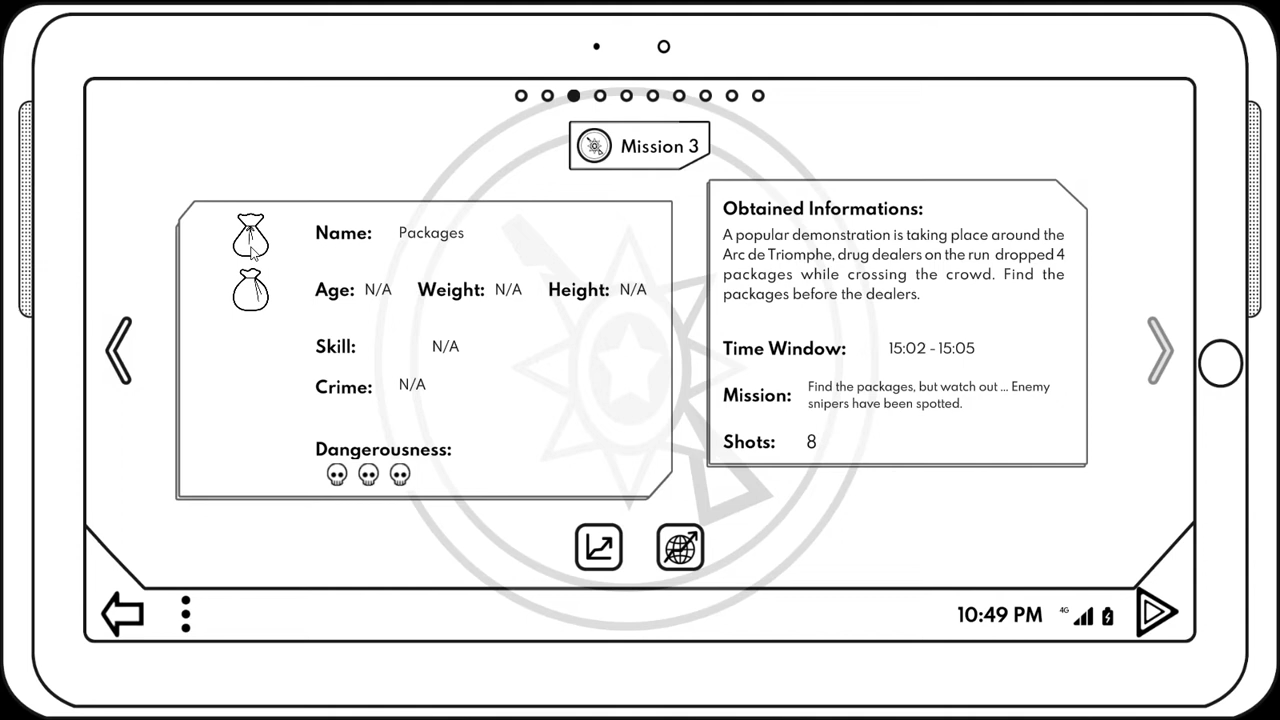 Mission 3
Name: Packages
Age: N/A Weight: N/A Height: N/A
Skill: N/A
Crime: N/A
Dangerousness:
Obtained Informations:
A popular demonstration is taking place around the
Arc de Triomphe, drug dealers on the run dropped 4
packages while crossing the crowd. Find the
packages before the dealers.
Time Window: 15:02 - 15:05
Mission: Find the packages, but watch out ... Enemy
snipers have been spotted.
Shots: 8
10:49 PM 4G